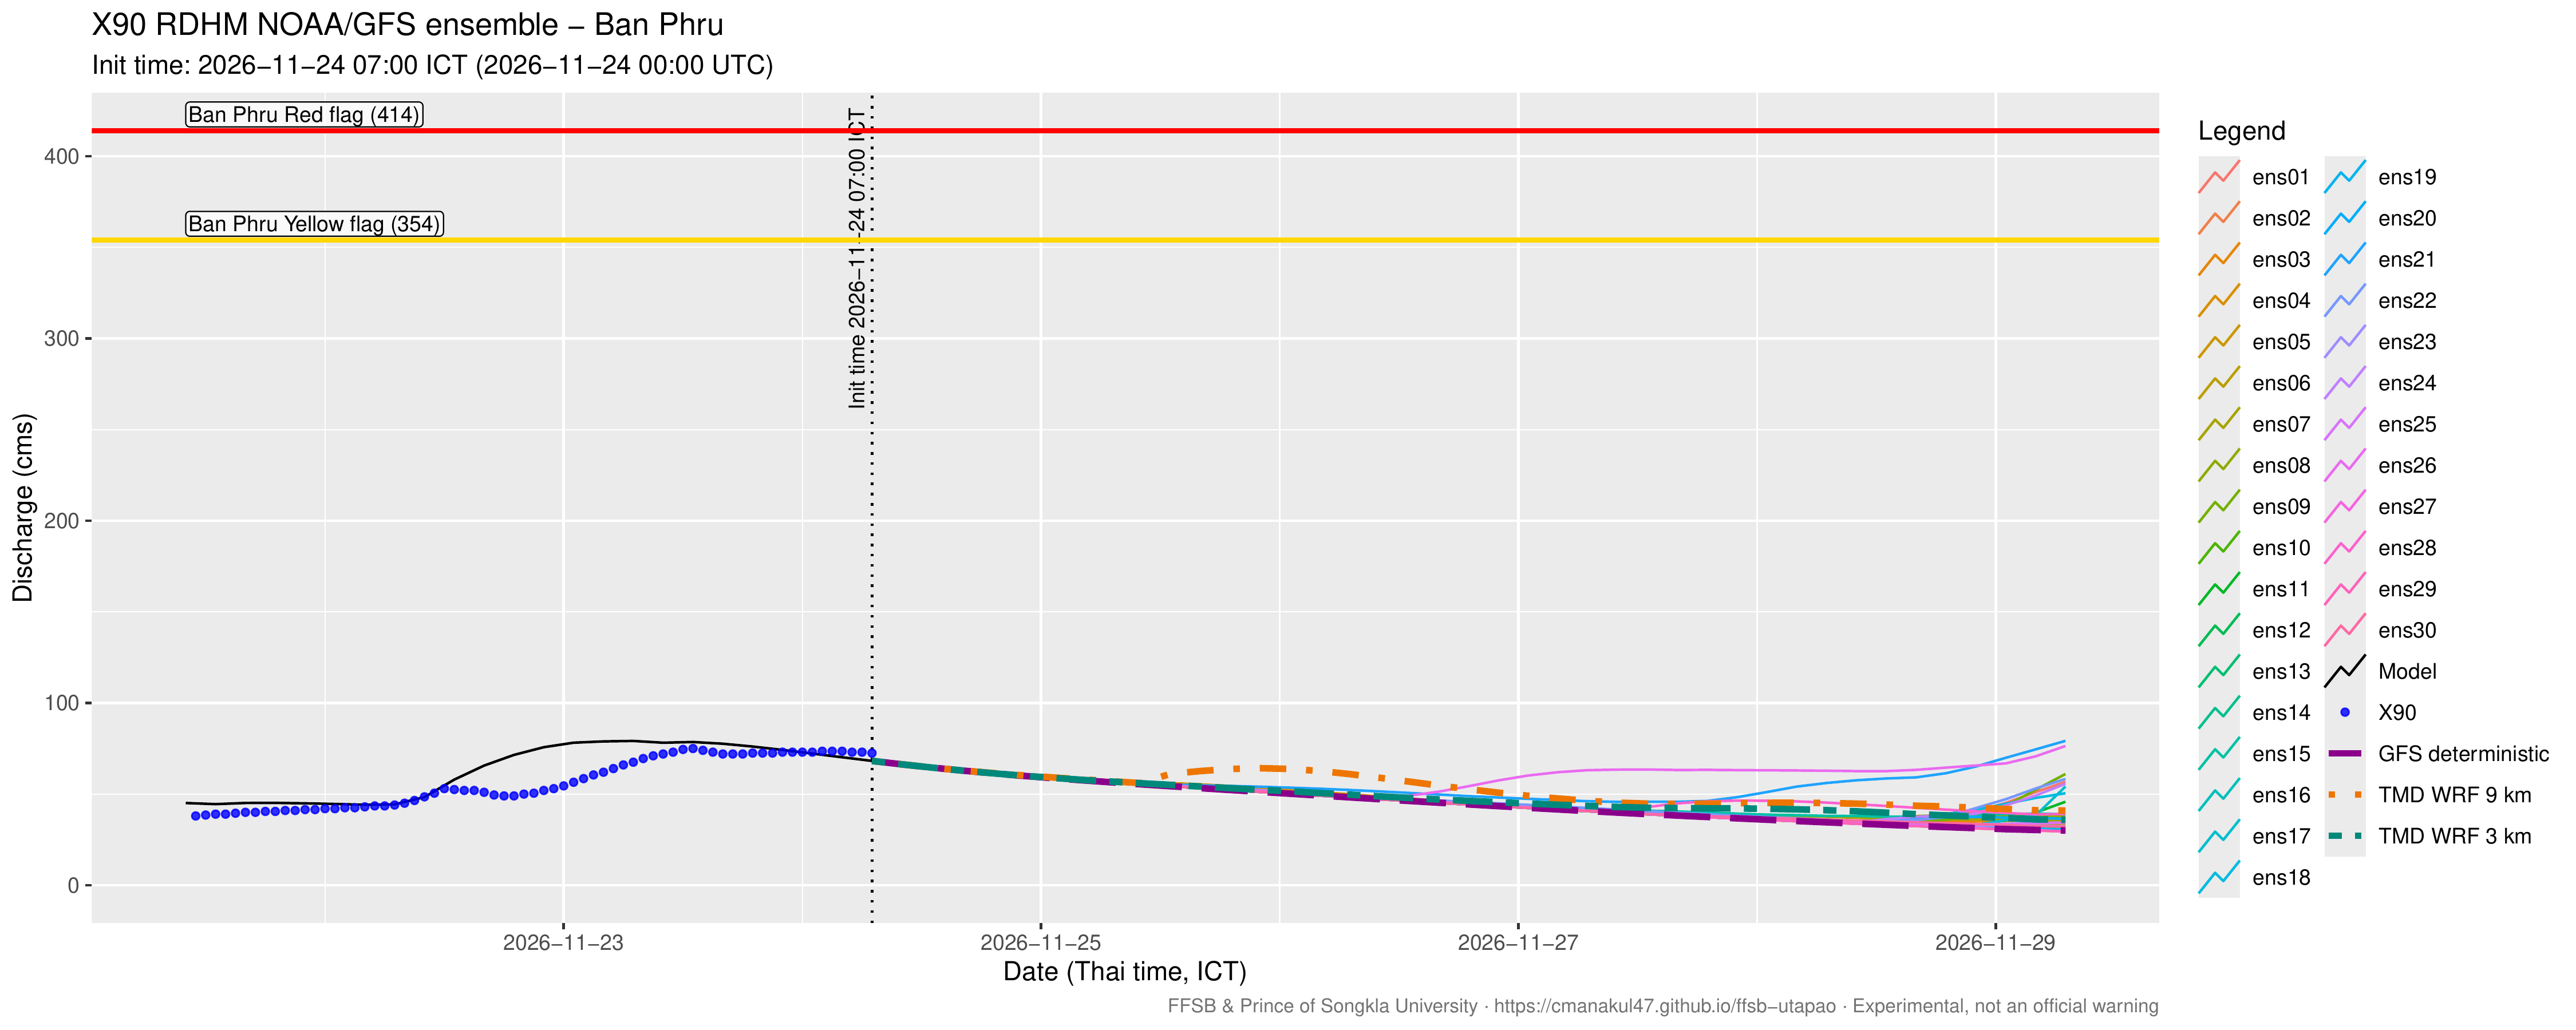 X90 RDHM NOAA/GFS ensemble – Ban Phru
Init time: 2026–11–24 07:00 ICT (2026–11–24 00:00 UTC)
Ban Phru Red flag (414)
Ban Phru Yellow flag (354)
Init time 2026–11–24 07:00 ICT
Discharge (cms)
400
300
200
100
0
2026–11–23
2026–11–25
2026–11–27
2026–11–29
Date (Thai time, ICT)
Legend
ens01
ens02
ens03
ens04
ens05
ens06
ens07
ens08
ens09
ens10
ens11
ens12
ens13
ens14
ens15
ens16
ens17
ens18
ens19
ens20
ens21
ens22
ens23
ens24
ens25
ens26
ens27
ens28
ens29
ens30
Model
X90
GFS deterministic
TMD WRF 9 km
TMD WRF 3 km
FFSB & Prince of Songkla University · https://cmanakul47.github.io/ffsb–utapao · Experimental, not an official warning